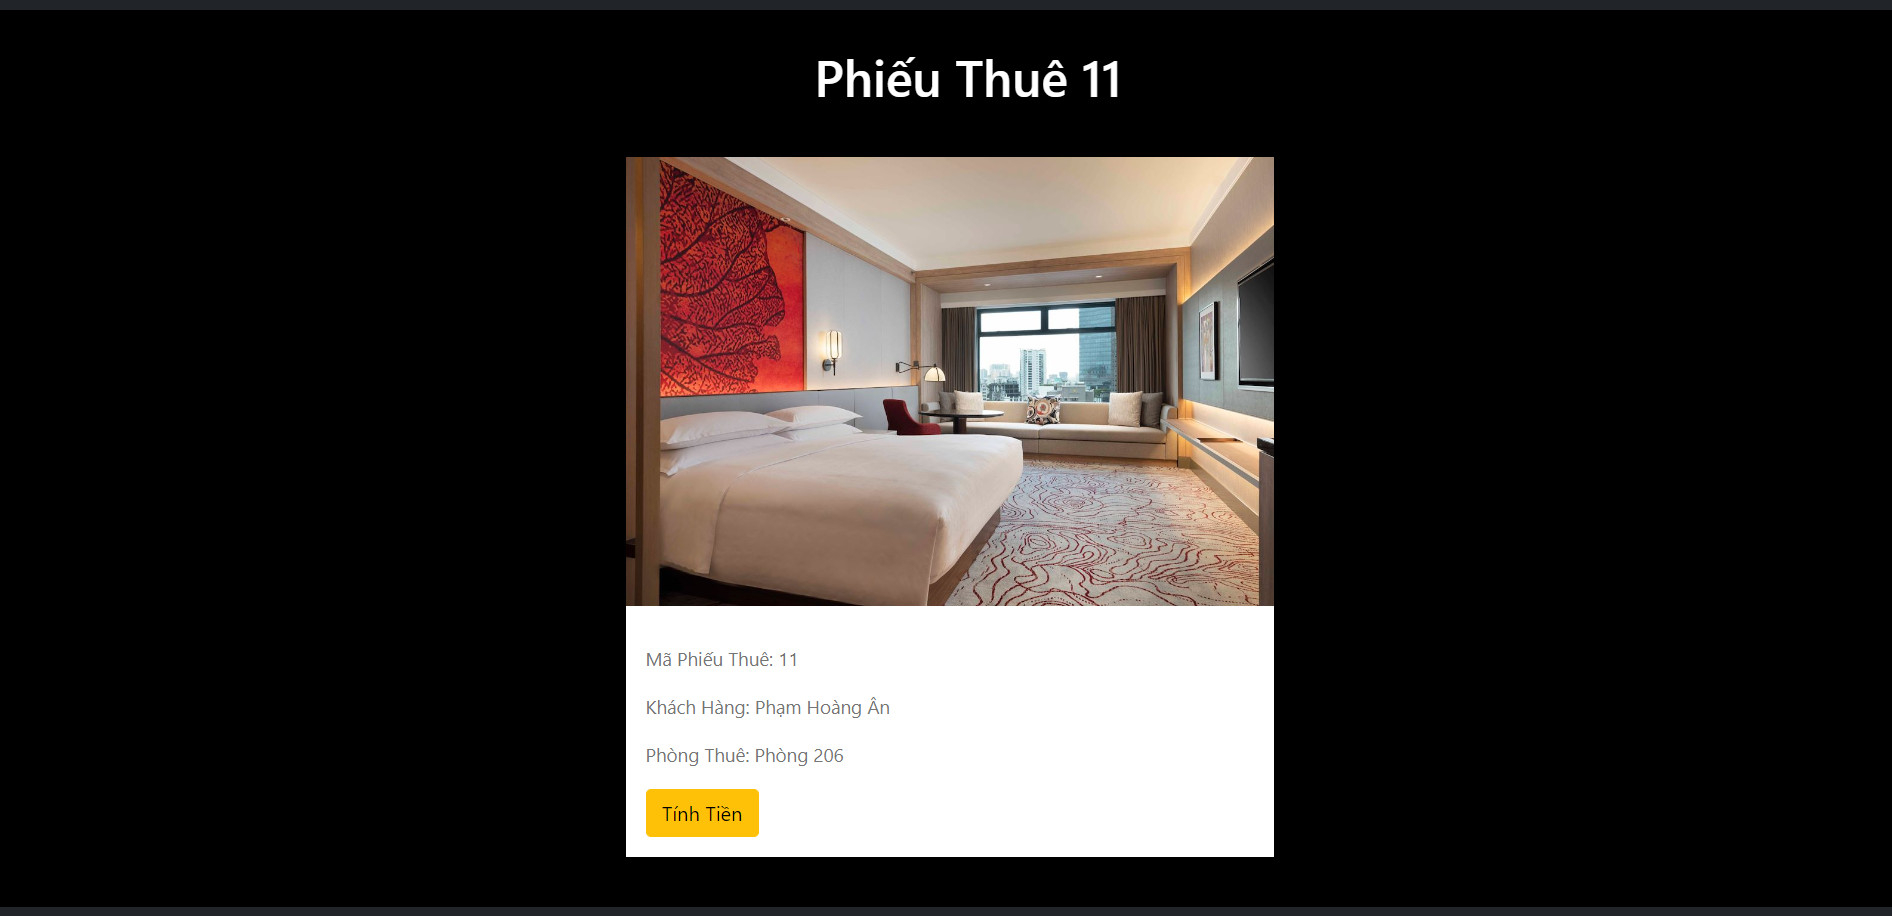 Phiếu Thuê 11
Mã Phiếu Thuê: 11
Khách Hàng: Phạm Hoàng Ân
Phòng Thuê: Phòng 206
Tính Tiền